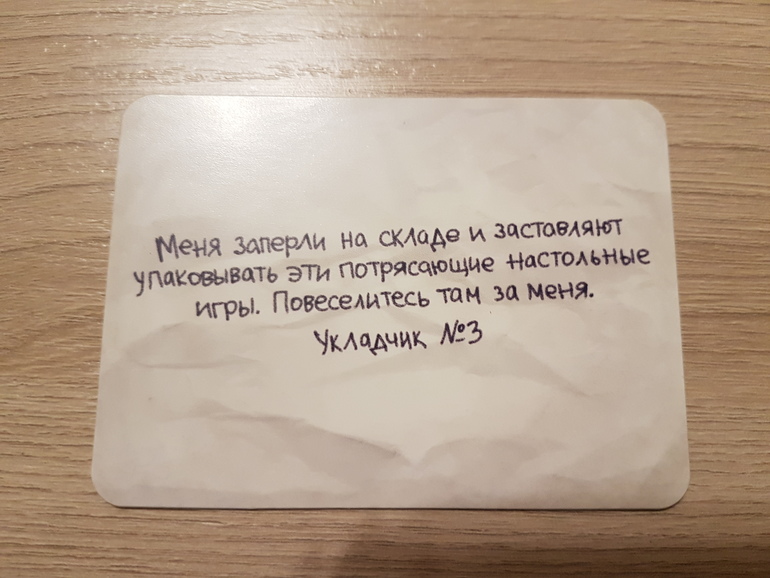 Меня заперли на складе и заставляют
упаковывать эти потрясающие настольные
игры. Повеселитесь там за меня.
Укладчик №3